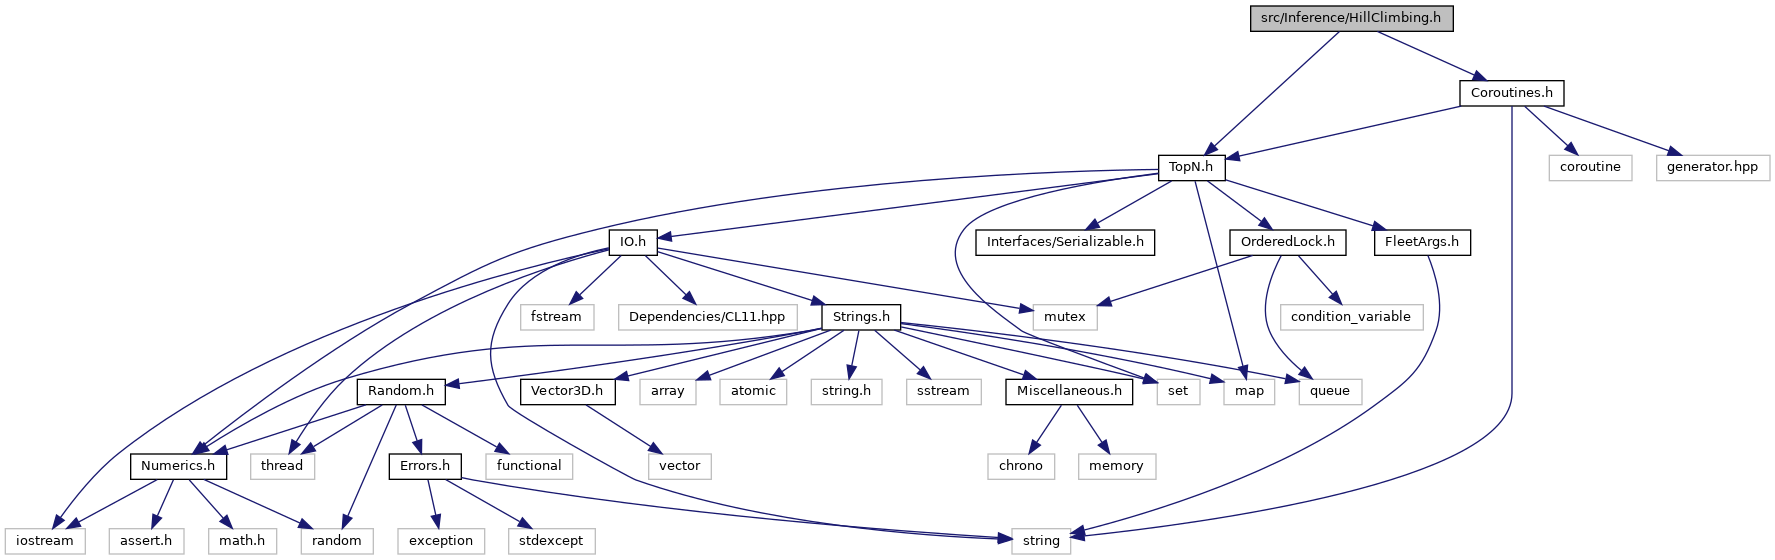 src/Inference/HillClimbing.h
Coroutines.h
TopN.h
coroutine
generator.hpp
IO.h
Interfaces/Serializable.h
OrderedLock.h
FleetArgs.h
fstream
Dependencies/CL11.hpp
Strings.h
mutex
condition_variable
Random.h
Vector3D.h
array
atomic
string.h
sstream
Miscellaneous.h
set
map
queue
Numerics.h
thread
Errors.h
functional
vector
chrono
memory
iostream
assert.h
math.h
random
exception
stdexcept
string